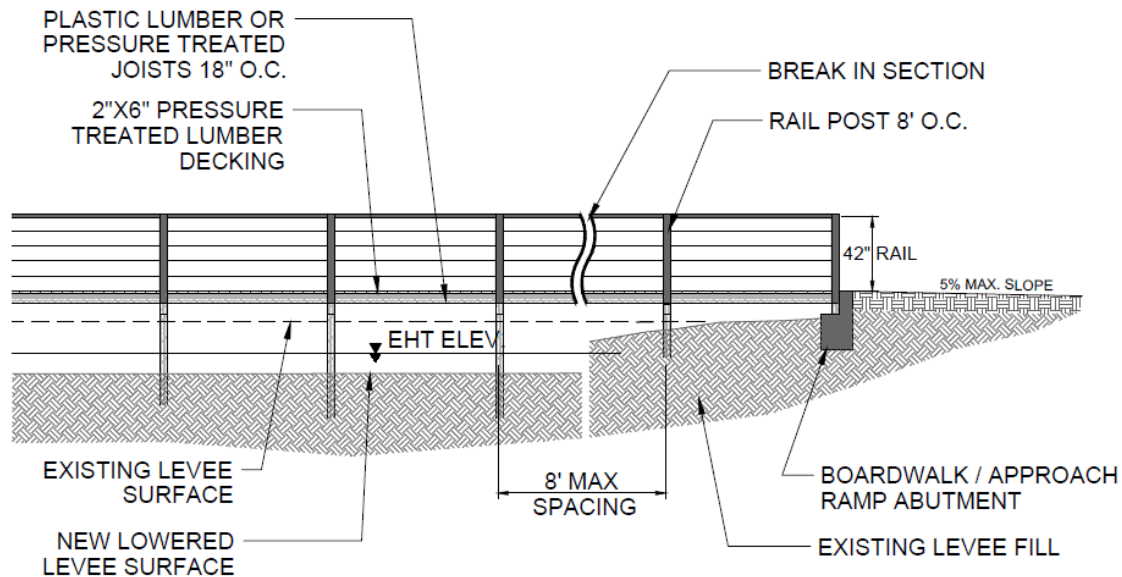 PLASTIC LUMBER OR
PRESSURE TREATED
JOISTS 18" O.C.
2"X6" PRESSURE
TREATED LUMBER
DECKING
BREAK IN SECTION
RAIL POST 8' O.C.
42" RAIL
5% MAX. SLOPE
EHT ELEV.
EXISTING LEVEE
SURFACE
NEW LOWERED
LEVEE SURFACE
8' MAX
SPACING
BOARDWALK / APPROACH
RAMP ABUTMENT
EXISTING LEVEE FILL